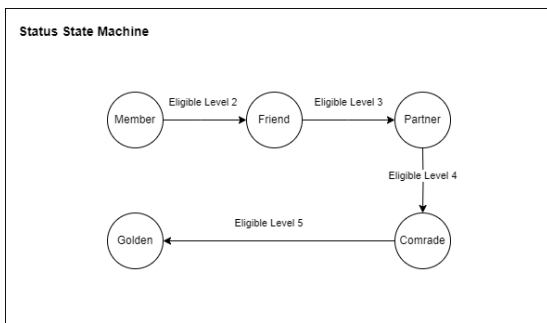 Status State Machine
Eligible Level 2
Eligible Level 3
Member
Friend
Partner
Eligible Level 4
Eligible Level 5
Golden
Comrade